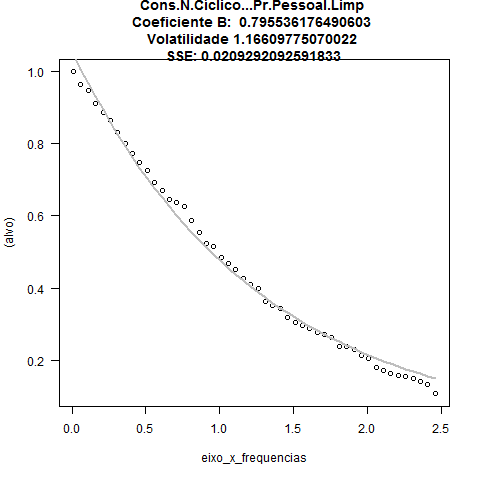 Cons.N.Ciclico...Pr.Pessoal.Limp
Coeficiente B:  0.795536176490603
Volatilidade 1.16609775070022
SSE: 0.0209292092591833
1.0
0.8
0.6
0.4
0.2
(alvo)
0.0 0.5 1.0 1.5 2.0 2.5
eixo_x_frequencias